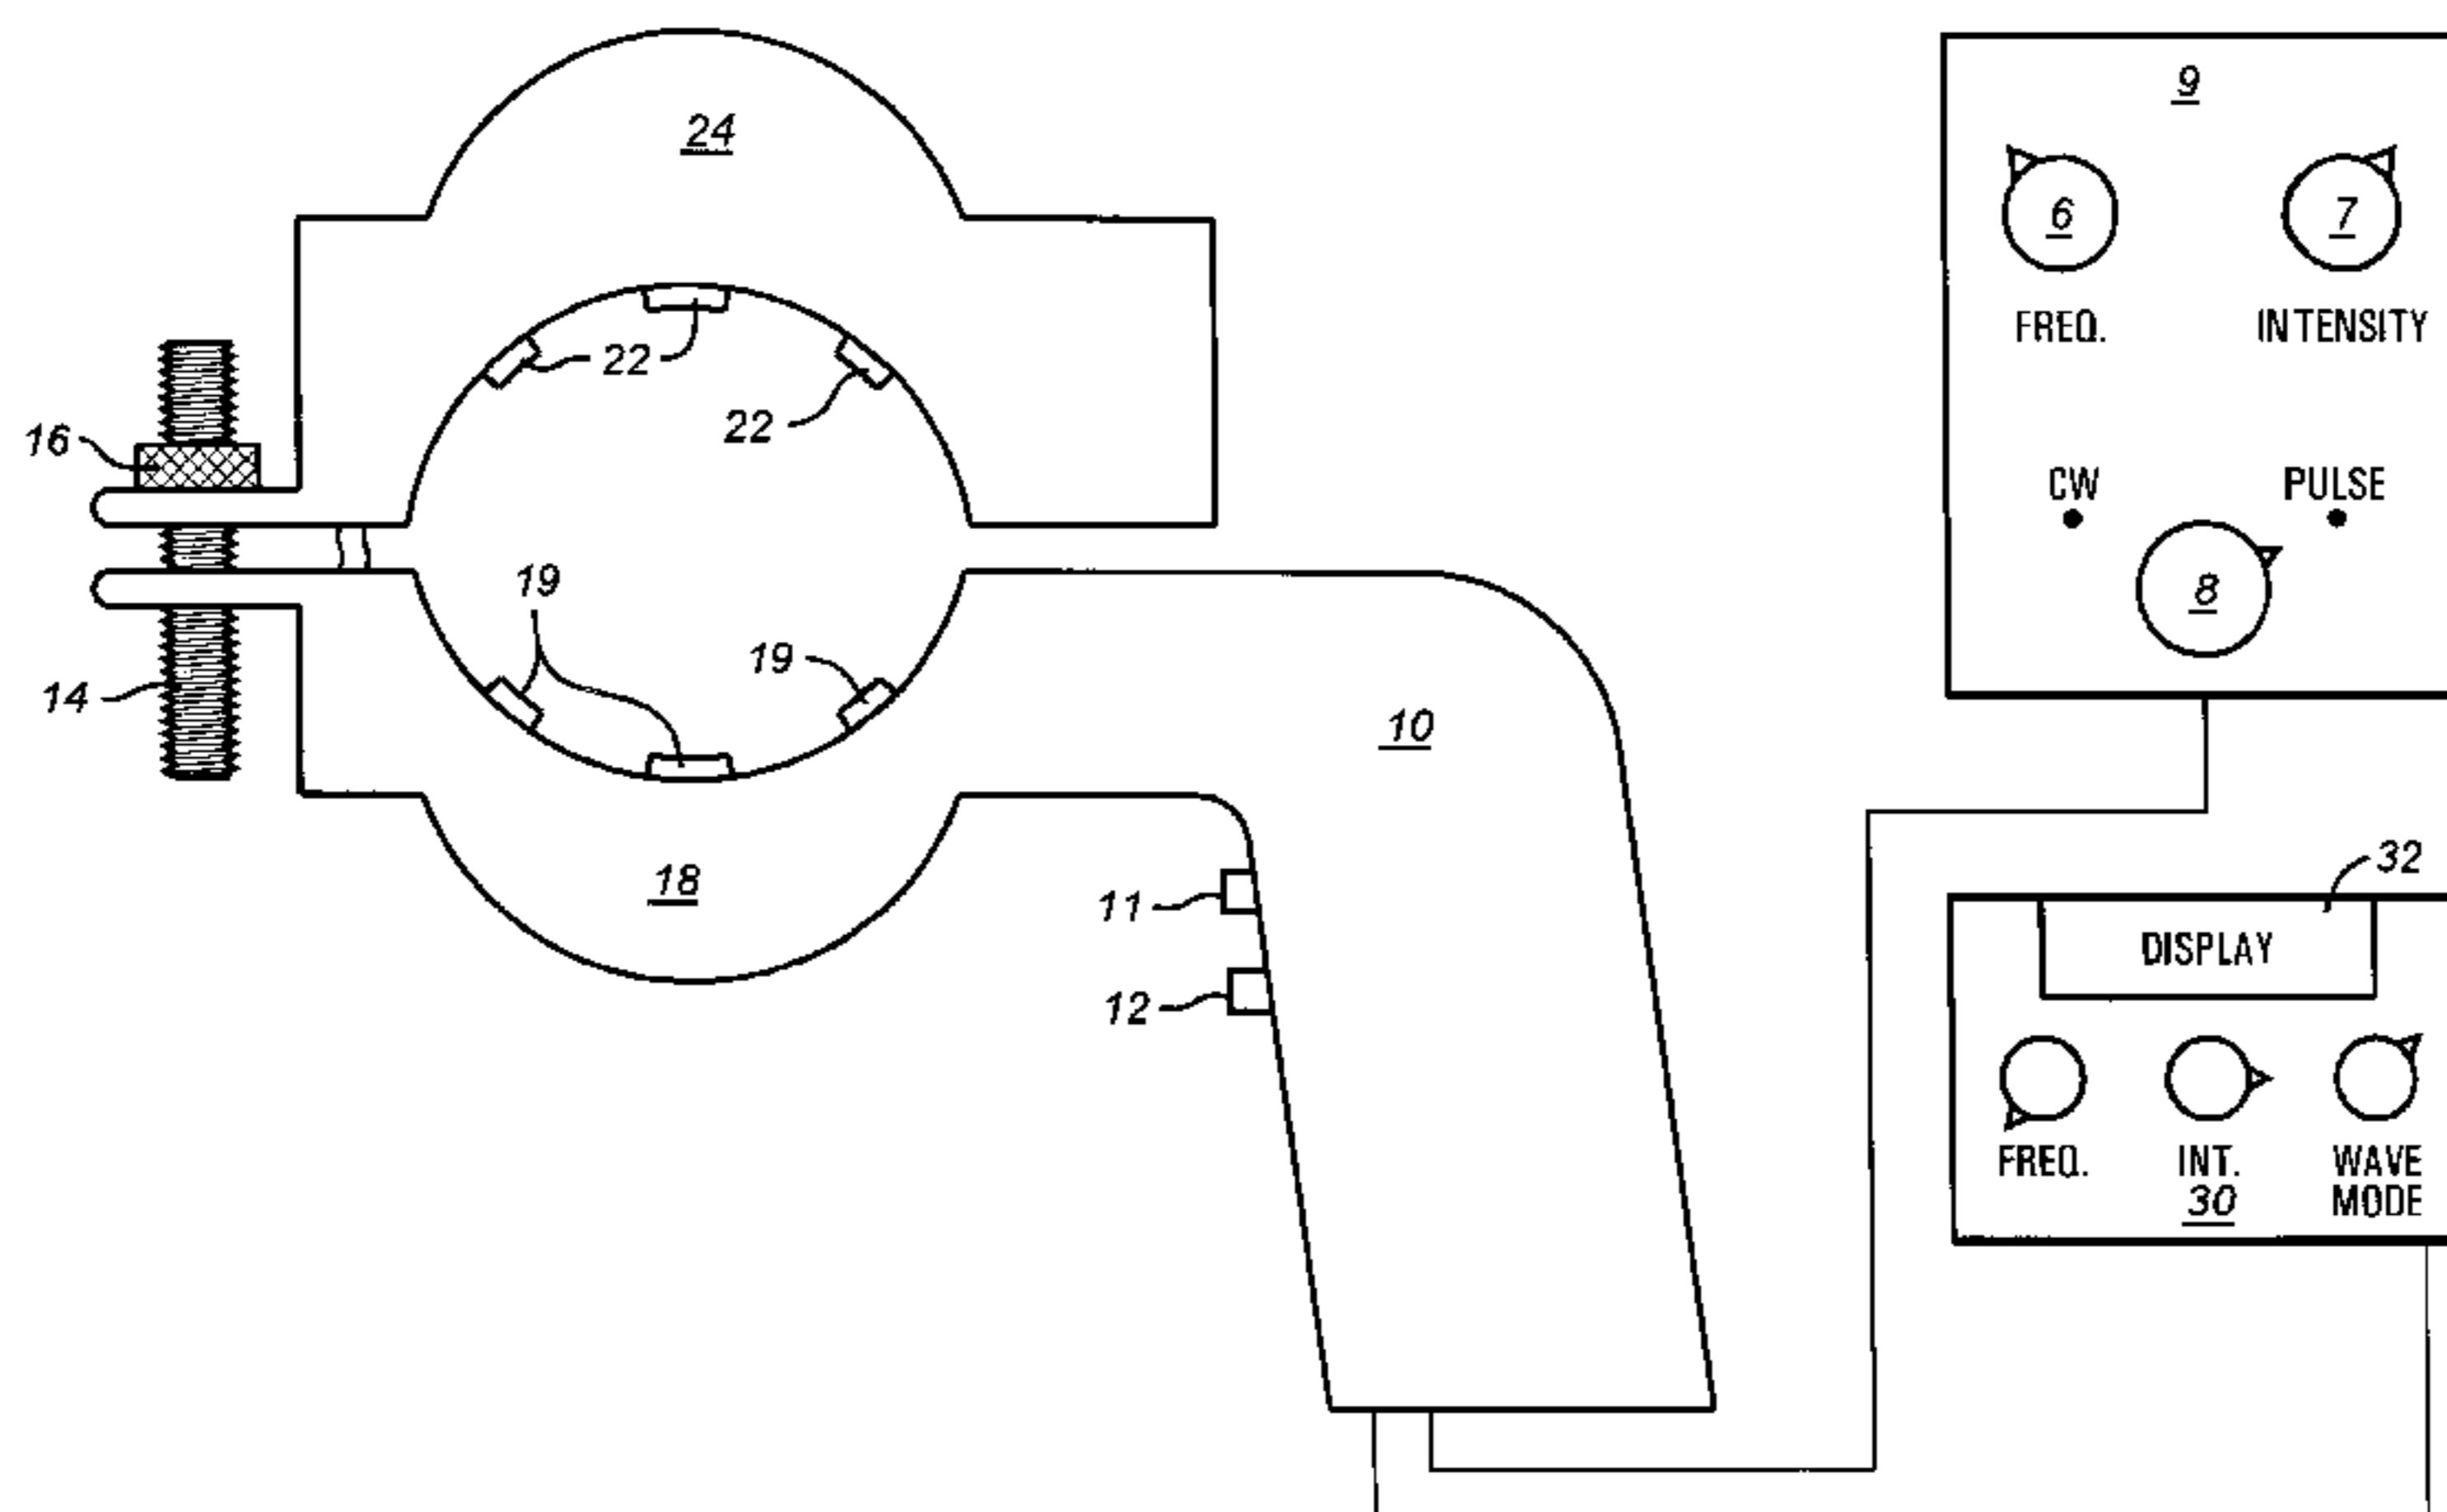 24
9
6
7
FREQ.
INTENSITY
22
22
16
CW
PULSE
19
8
19
14
10
18
11
32
DISPLAY
12
FREQ.
INT.
WAVE
MODE
30